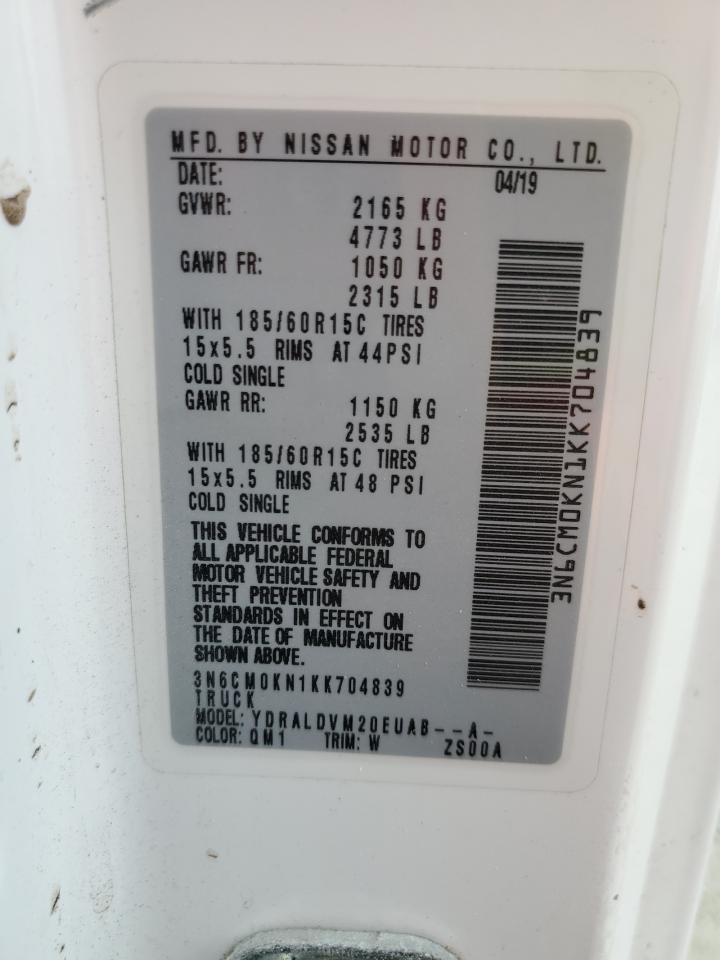 MFD. BY NISSAN MOTOR CO., LTD.
DATE: 04/19
GVWR: 2165 KG
4773 LB
GAWR FR: 1050 KG
2315 LB
WITH 185/60R15C TIRES
15x5.5 RIMS AT 44PSI
COLD SINGLE
GAWR RR: 1150 KG
2535 LB
WITH 185/60R15C TIRES
15x5.5 RIMS AT 48 PSI
COLD SINGLE
THIS VEHICLE CONFORMS TO
ALL APPLICABLE FEDERAL
MOTOR VEHICLE SAFETY AND
THEFT PREVENTION
STANDARDS IN EFFECT ON
THE DATE OF MANUFACTURE
SHOWN ABOVE.
3N6CM0KN1KK704839
TRUCK
MODEL: YDRALDVM20EUAB--A-
COLOR: QM1 TRIM: W ZS00A
3N6CM0KN1KK704839